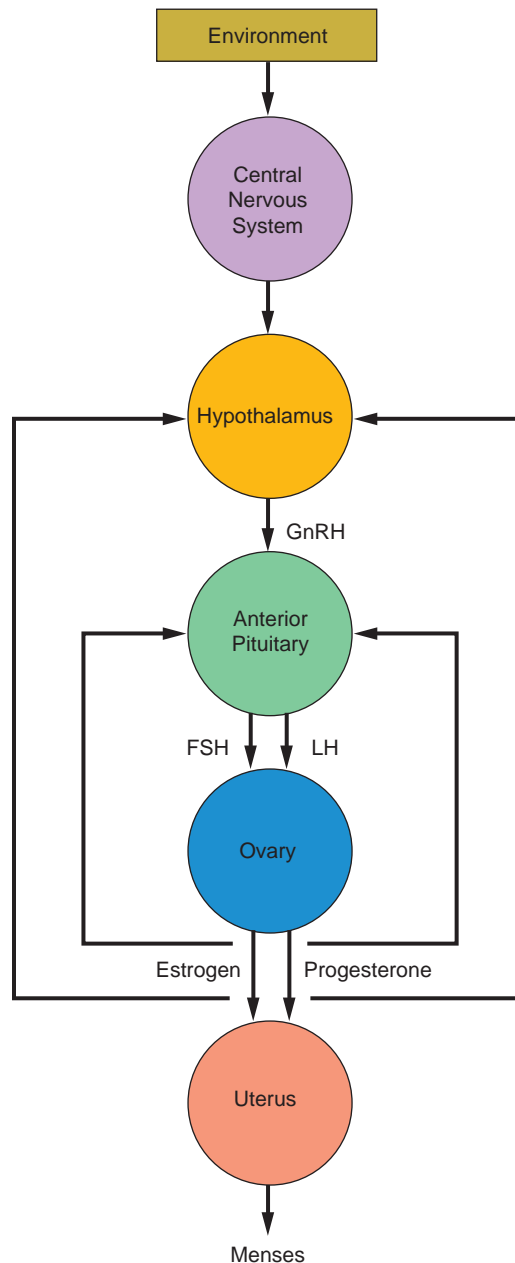 Environment
Central
Nervous
System
Hypothalamus
GnRH
Anterior
Pituitary
FSH
LH
Ovary
Estrogen
Progesterone
Uterus
Menses